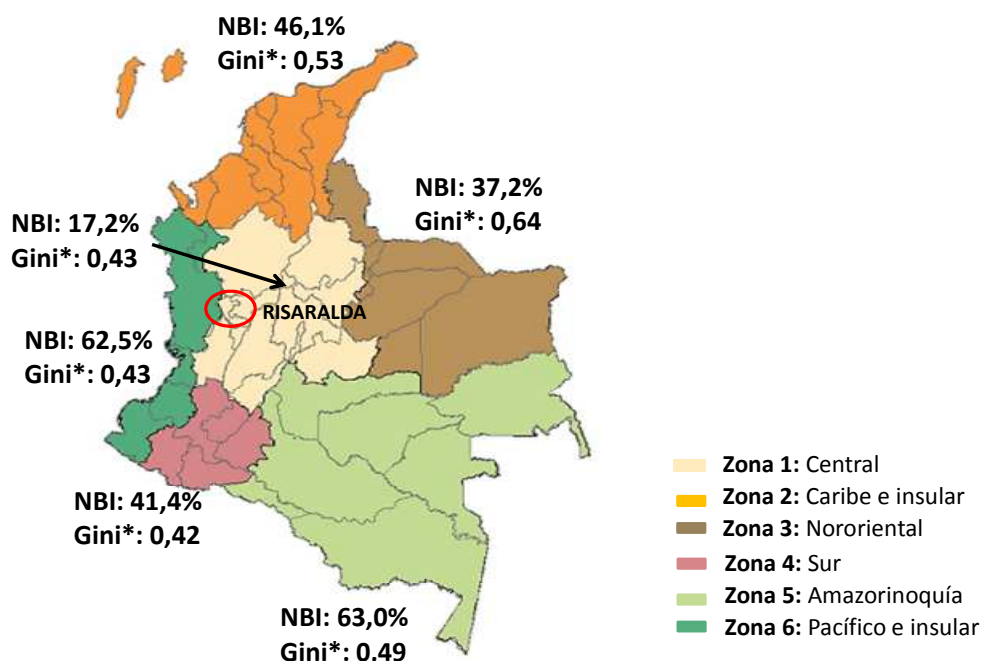 NBI: 46,1%
Gini*: 0,53
NBI: 37,2%
Gini*: 0,64
NBI: 17,2%
Gini*: 0,43
RISARALDA
NBI: 62,5%
Gini*: 0,43
NBI: 41,4%
Gini*: 0,42
NBI: 63,0%
Gini*: 0,49
Zona 1: Central
Zona 2: Caribe e insular
Zona 3: Nororiental
Zona 4: Sur
Zona 5: Amazorinoquía
Zona 6: Pacífico e insular